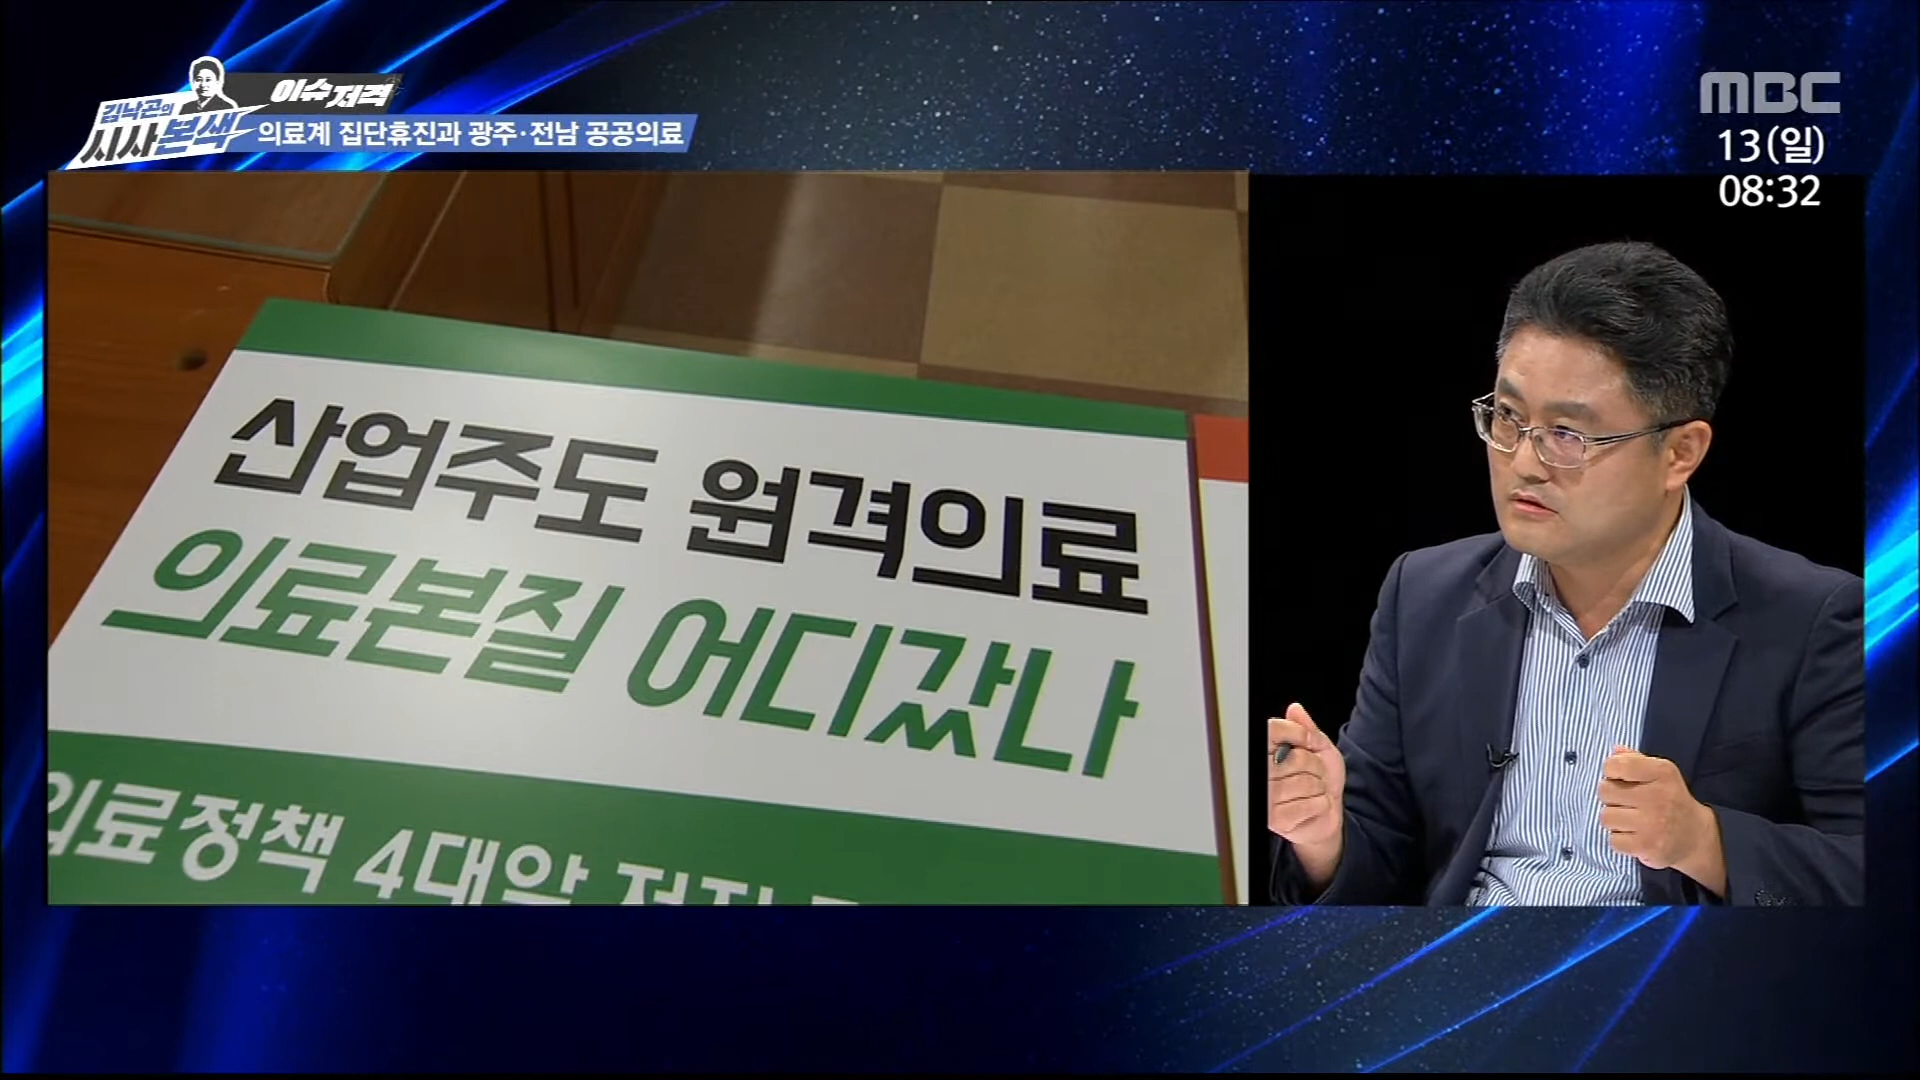 김낙곤의
시사본색
이슈저격
의료계 집단휴진과 광주·전남 공공의료
MBC
13(일)
08:32
산업주도 원격의료
의료본질 어디갔나
의료정책 4대악 저지